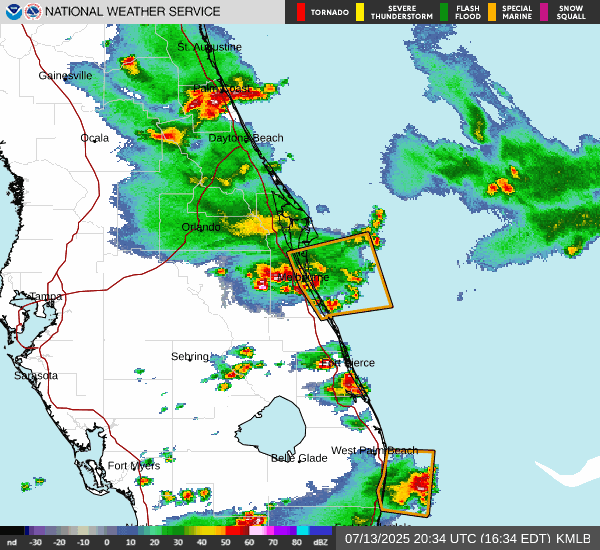 NATIONAL WEATHER SERVICE
TORNADO
SEVERE THUNDERSTORM
FLASH FLOOD
SPECIAL MARINE
SNOW SQUALL
St. Augustine
Gainesville
Palm Coast
Ocala
Daytona Beach
Orlando
Melbourne
Tampa
Sebring
Fort Pierce
Sarasota
West Palm Beach
Belle Glade
Fort Myers
nd -30 -20 -10 0 10 20 30 40 50 60 70 80 dBZ
07/13/2025 20:34 UTC (16:34 EDT) KMLB